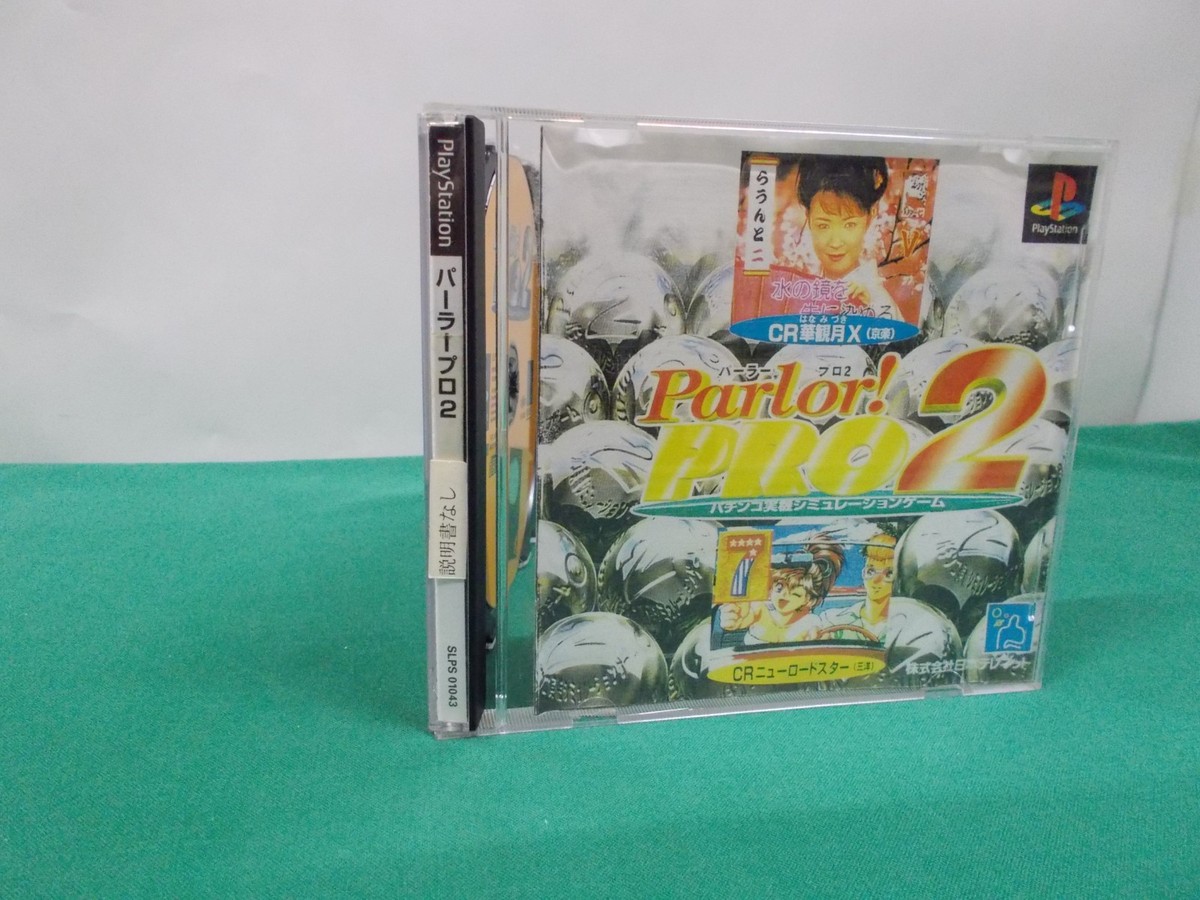 PlayStation
パーラープロ2
説明書なし
SLPS 01043
らうんど二
水の鏡を
はなみづき
CR華観月X(京楽)
PlayStation
パーラー プロ2
Parlor!
PRO2
パチンコ実機シミュレーションゲーム
7
CRニューロードスター(三洋)
株式会社日本テレネット